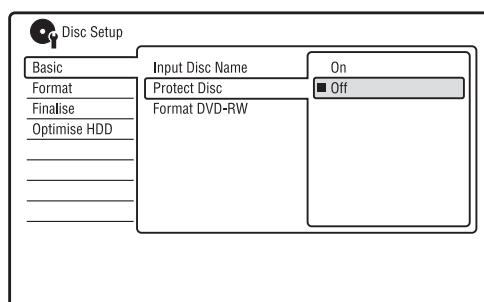 Disc Setup
Basic
Format
Finalise
Optimise HDD
Input Disc Name
Protect Disc
Format DVD-RW
On
Off